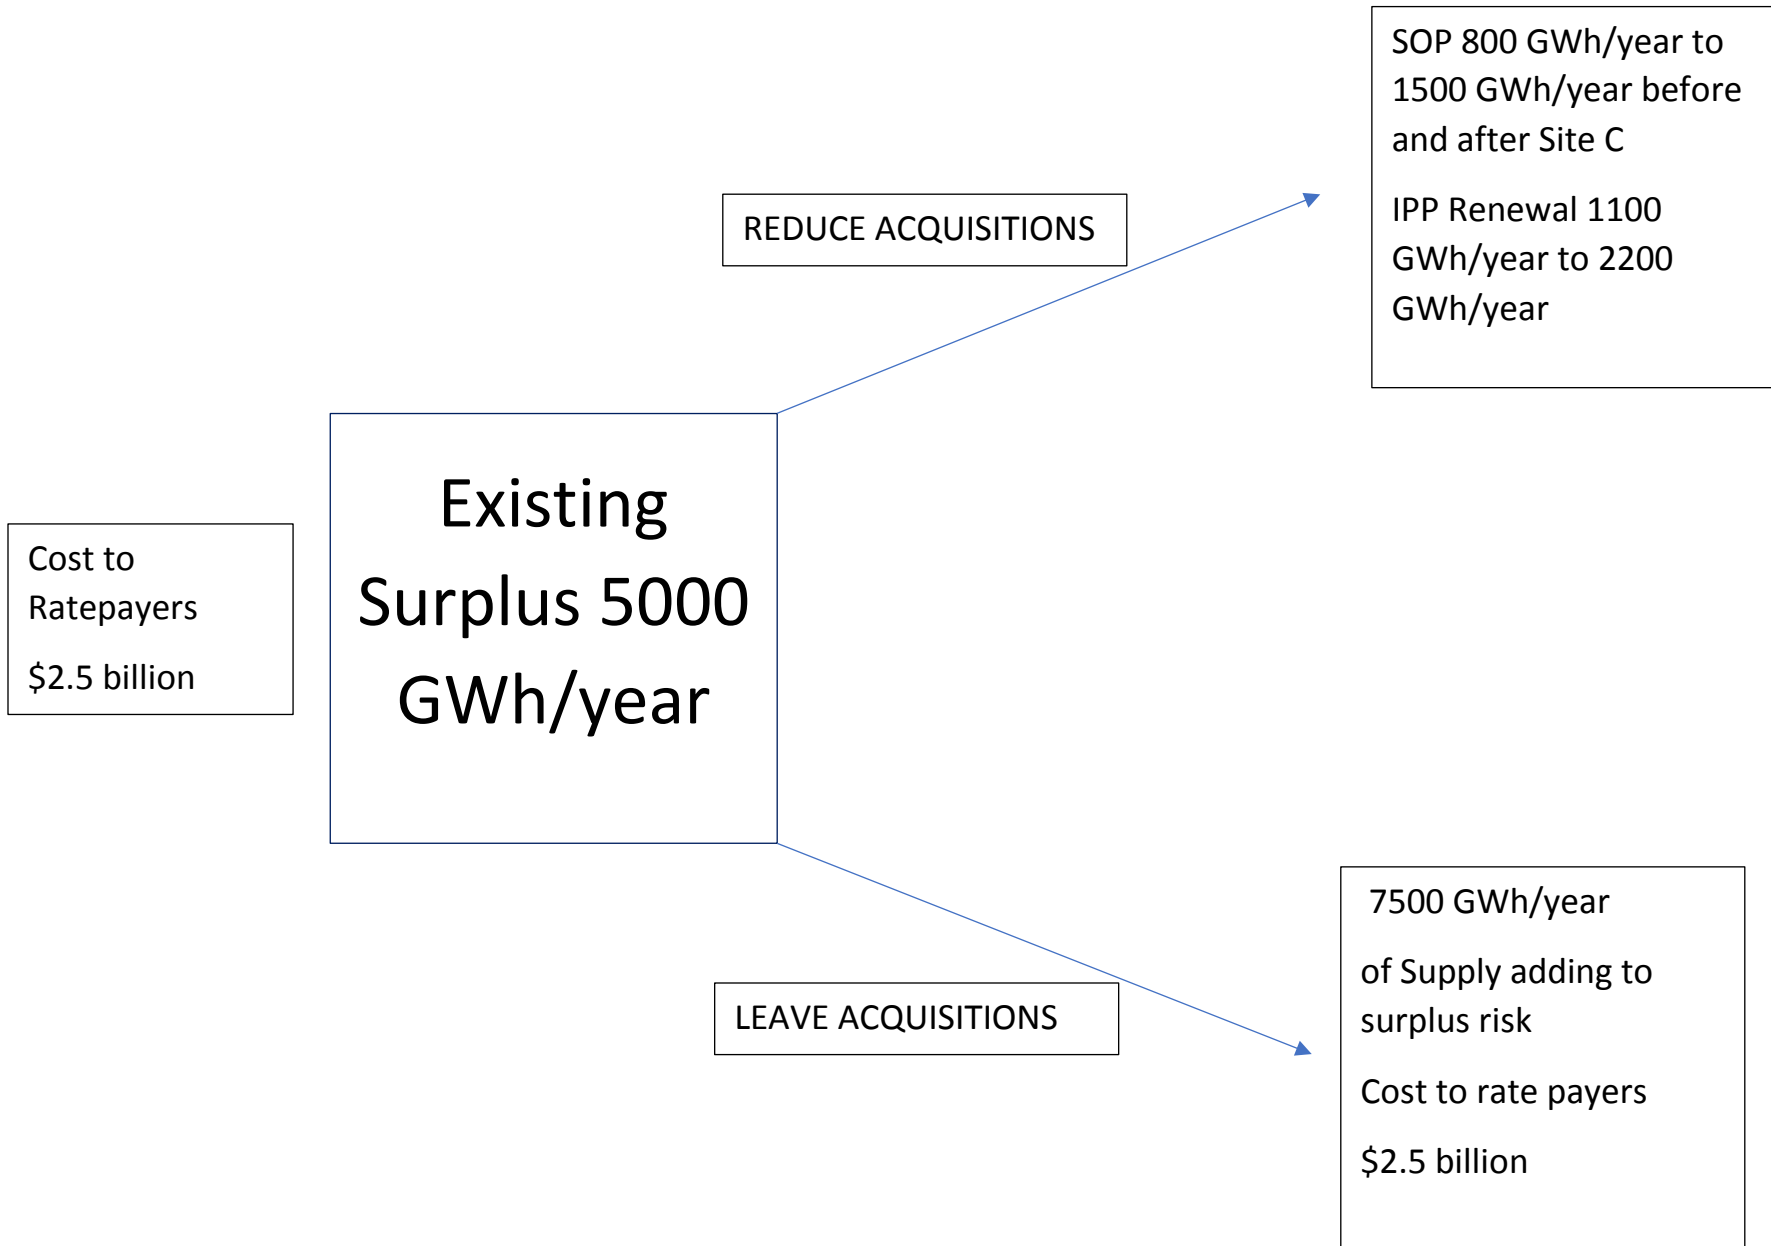 SOP 800 GWh/year to
1500 GWh/year before
and after Site C
IPP Renewal 1100
GWh/year to 2200
GWh/year
REDUCE ACQUISITIONS
Existing
Surplus 5000
GWh/year
Cost to
Ratepayers
$2.5 billion
LEAVE ACQUISITIONS
7500 GWh/year
of Supply adding to
surplus risk
Cost to rate payers
$2.5 billion